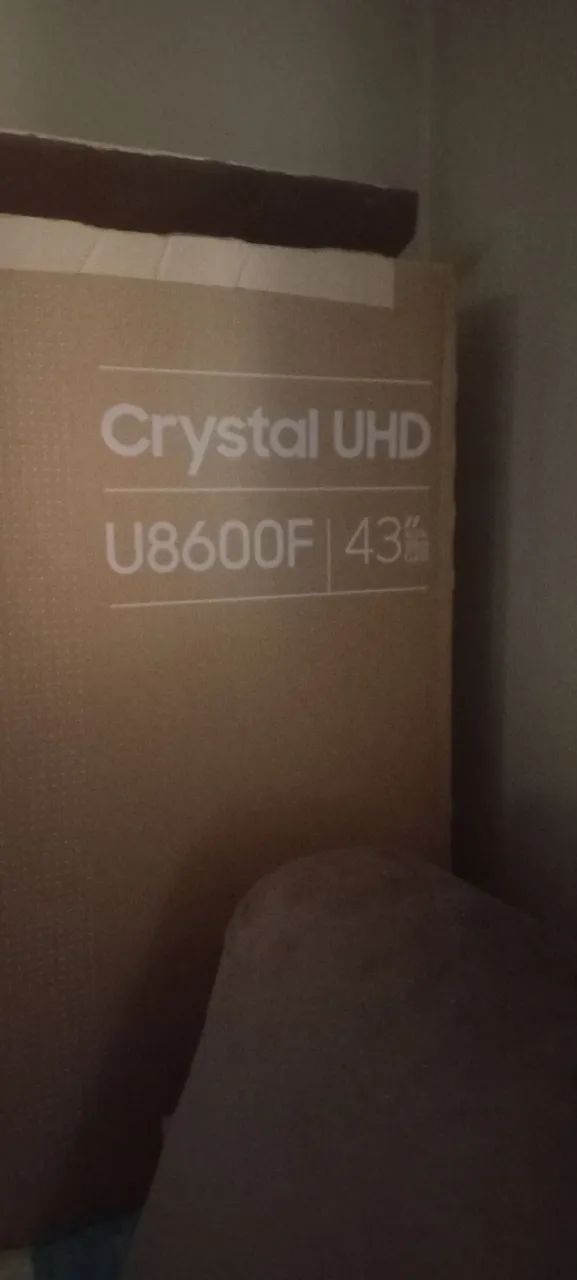 Crystal UHD
U8600F | 43"